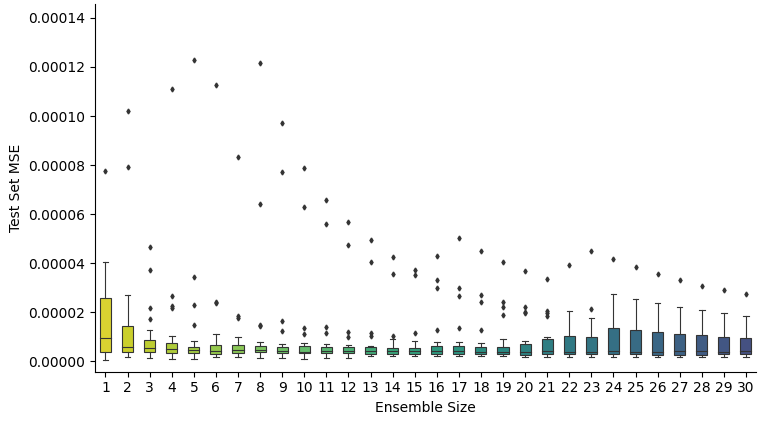 0.00014
0.00012
0.00010
0.00008
0.00006
0.00004
0.00002
0.00000
Test Set MSE
1 2 3 4 5 6 7 8 9 10 11 12 13 14 15 16 17 18 19 20 21 22 23 24 25 26 27 28 29 30
Ensemble Size